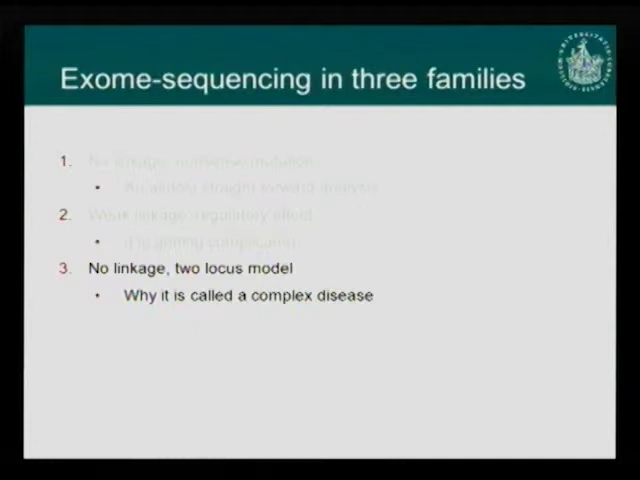 Exome-sequencing in three families
1. No linkage, nonsense mutation
• An almost straight forward analysis
2. Weak linkage, regulatory effect
• It is getting complicated
3. No linkage, two locus model
• Why it is called a complex disease